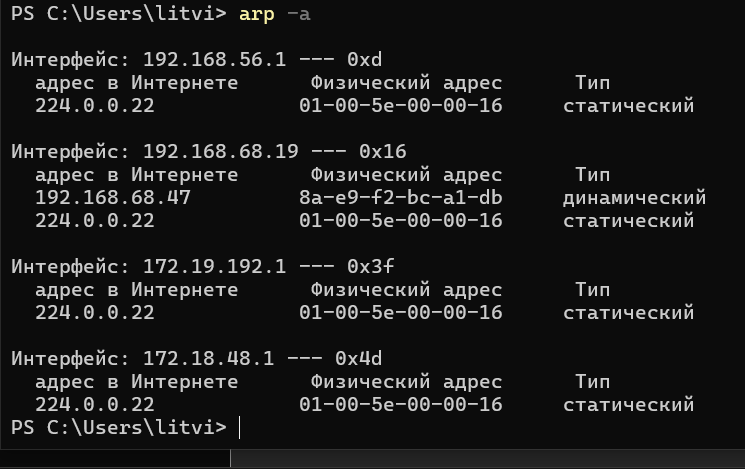 PS C:\Users\litvi> arp -a
Интерфейс: 192.168.56.1 --- 0xd
адрес в Интернете Физический адрес Тип
224.0.0.22 01-00-5e-00-00-16 статический
Интерфейс: 192.168.68.19 --- 0x16
адрес в Интернете Физический адрес Тип
192.168.68.47 8a-e9-f2-bc-a1-db динамический
224.0.0.22 01-00-5e-00-00-16 статический
Интерфейс: 172.19.192.1 --- 0x3f
адрес в Интернете Физический адрес Тип
224.0.0.22 01-00-5e-00-00-16 статический
Интерфейс: 172.18.48.1 --- 0x4d
адрес в Интернете Физический адрес Тип
224.0.0.22 01-00-5e-00-00-16 статический
PS C:\Users\litvi>